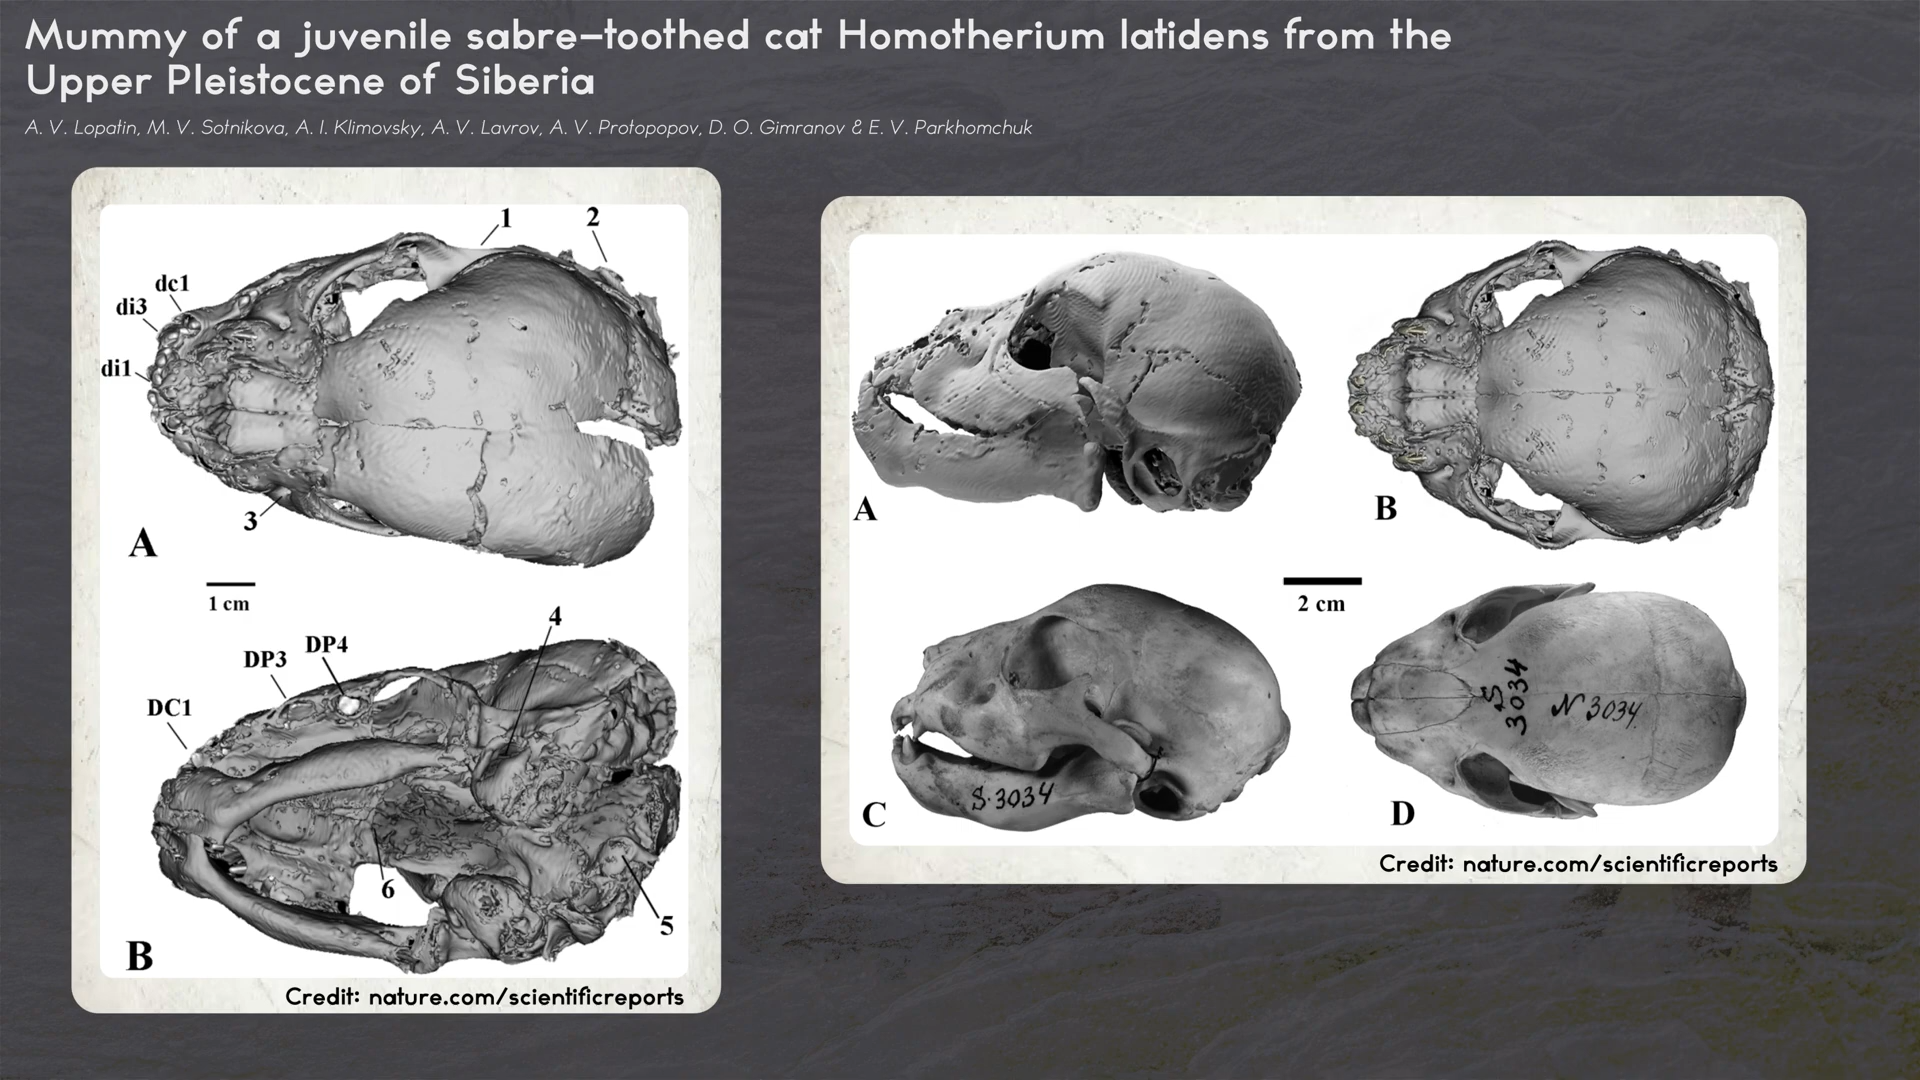 Mummy of a juvenile sabre-toothed cat Homotherium latidens from the
Upper Pleistocene of Siberia
A. V. Lopatin, M. V. Sotnikova, A. I. Klimovsky, A. V. Lavrov, A. V. Protopopov, D. O. Gimranov & E. V. Parkhomchuk
1
2
dc1
di3
di1
3
A
1 cm
4
DP4
DP3
DC1
6
5
B
Credit: nature.com/scientificreports
A
B
2 cm
S
3034
N 3034
S.3034
C
D
Credit: nature.com/scientificreports